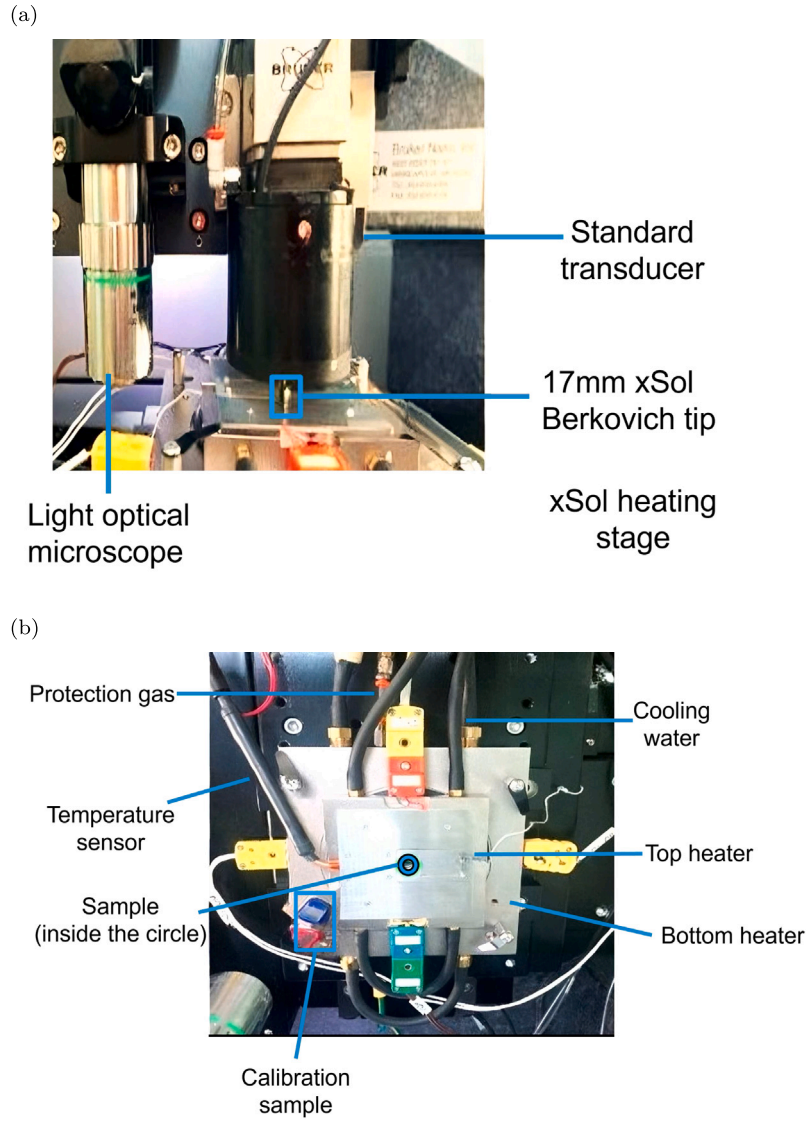 (a)
BRUKER
Standard
transducer
17mm xSol
Berkovich tip
Light optical
microscope
xSol heating
stage
(b)
Protection gas
Cooling
water
Temperature
sensor
Top heater
Sample
(inside the circle)
Bottom heater
Calibration
sample